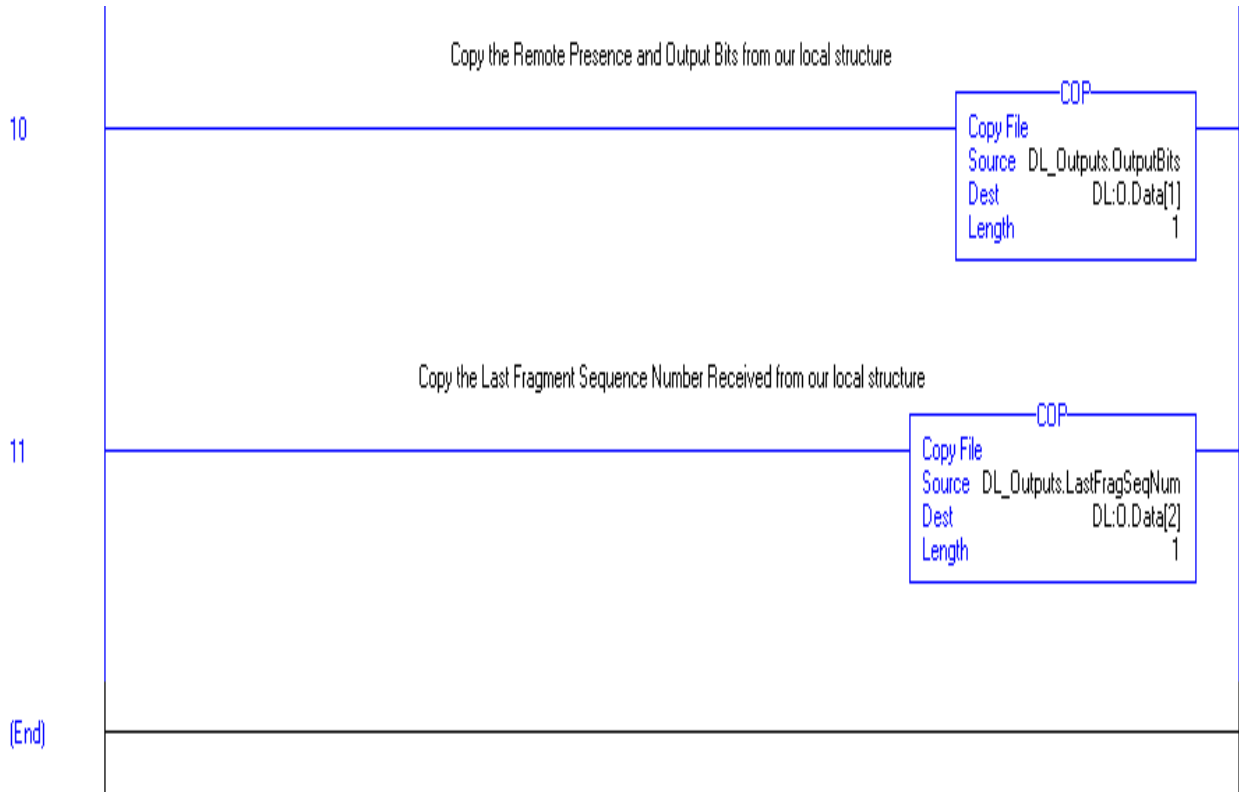 Copy the Remote Presence and Output Bits from our local structure
10
COP
Copy File
Source DL_Outputs.OutputBits
Dest DL:O.Data[1]
Length 1
Copy the Last Fragment Sequence Number Received from our local structure
11
COP
Copy File
Source DL_Outputs.LastFragSeqNum
Dest DL:O.Data[2]
Length 1
(End)